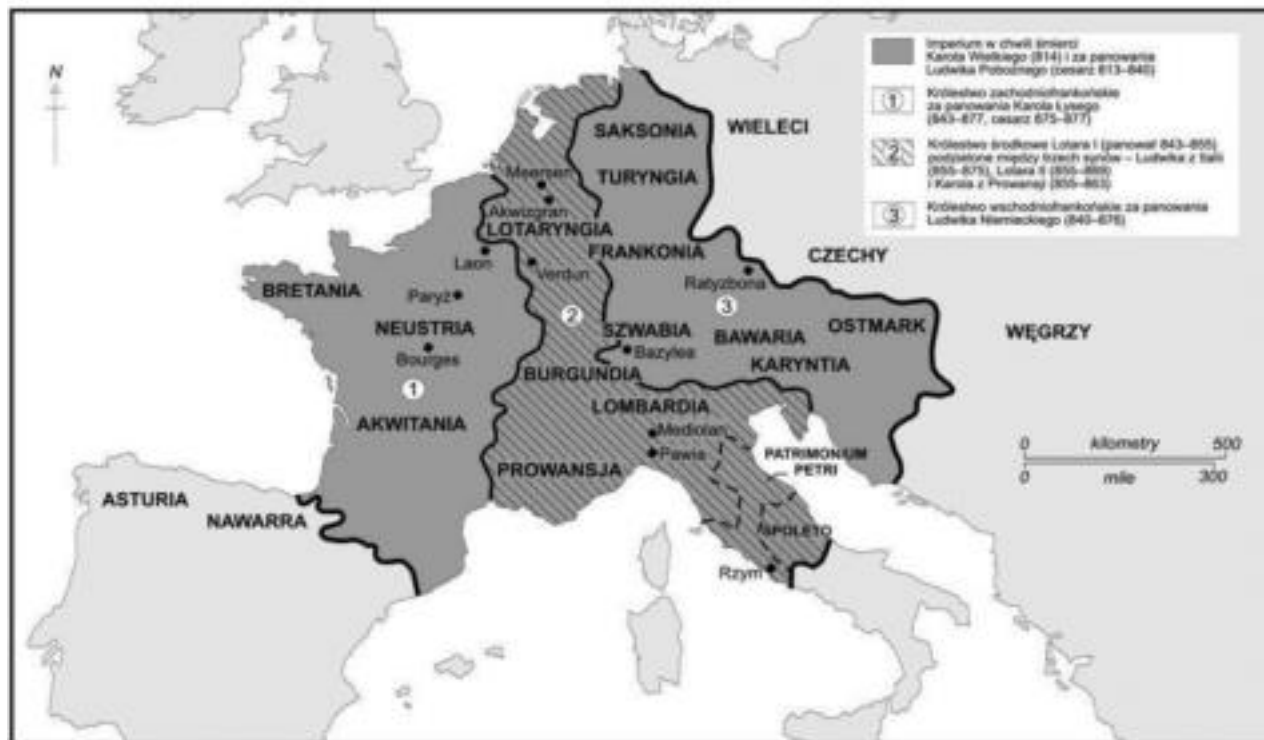 N
Imperium w chwili śmierci
Karola Wielkiego (814) i za panowania
Ludwika Pobożnego (cesarz 813–840)
1
Królestwo zachodniofrankońskie
za panowania Karola Łysego
(843–877, cesarz 875–877)
2
Królestwo środkowe Lotara I (panował 843–855)
podzielone między trzech synów – Ludwika z Italii
(855–875), Lotara II (855–869)
i Karola z Prowansji (855–863)
3
Królestwo wschodniofrankońskie za panowania
Ludwika Niemieckiego (840–876)
SAKSONIA
WIELECI
TURYNGIA
Meersen
Akwizgran
LOTARYNGIA
FRANKONIA
CZECHY
Laon
Verdun
Ratyzbona
BRETANIA
Paryż
NEUSTRIA
2
3
SZWABIA
BAWARIA
OSTMARK
WĘGRZY
Bourges
Bazylea
KARYNTIA
1
BURGUNDIA
LOMBARDIA
AKWITANIA
Mediolan
Pawia
PATRIMONIUM
PETRI
PROWANSJA
0 kilometry 500
0 mile 300
ASTURIA
NAWARRA
SPOLETO
Rzym